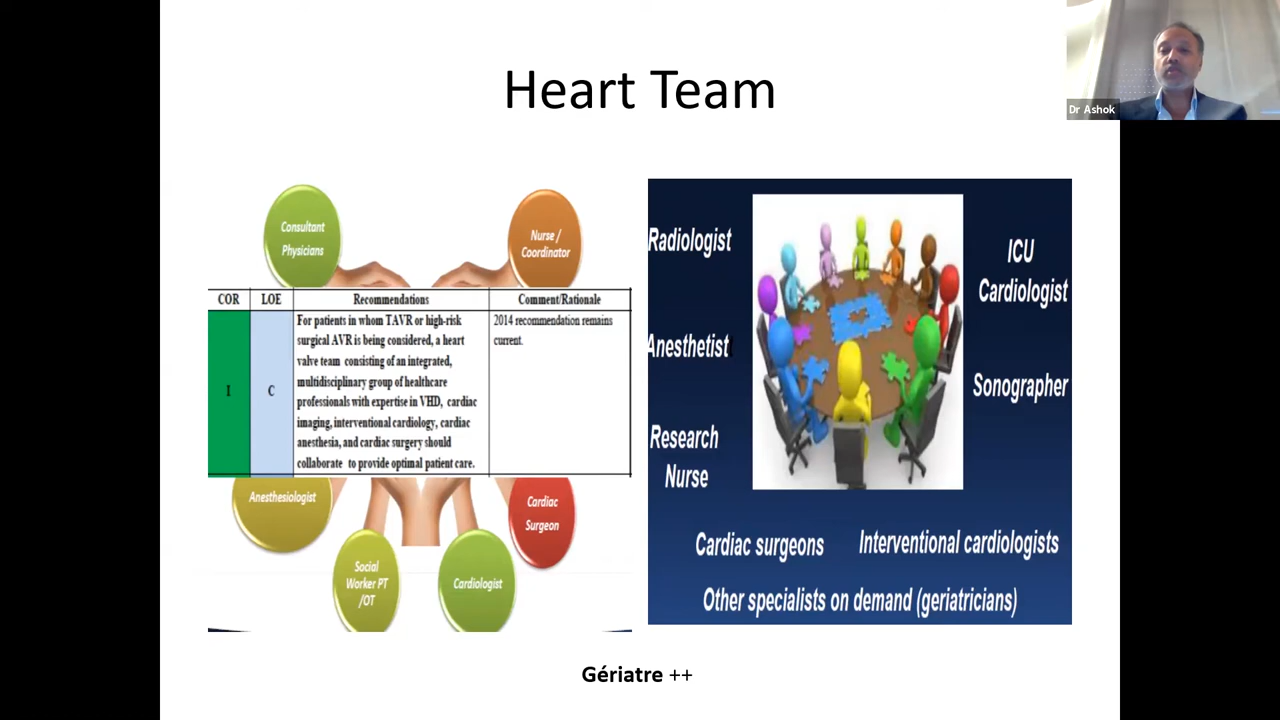 Heart Team
Dr Ashok
Consultant
Physicians
Nurse /
Coordinator
COR LOE Recommendations Comment/Rationale
I C
For patients in whom TAVR or high-risk
surgical AVR is being considered, a heart
valve team consisting of an integrated,
multidisciplinary group of healthcare
professionals with expertise in VHD, cardiac
imaging, interventional cardiology, cardiac
anesthesia, and cardiac surgery should
collaborate to provide optimal patient care.
2014 recommendation remains
current.
Anesthesiologist
Cardiac
Surgeon
Social
Worker PT
/OT
Cardiologist
Radiologist
Anesthetist
Research
Nurse
ICU
Cardiologist
Sonographer
Cardiac surgeons
Interventional cardiologists
Other specialists on demand (geriatricians)
Gériatre ++